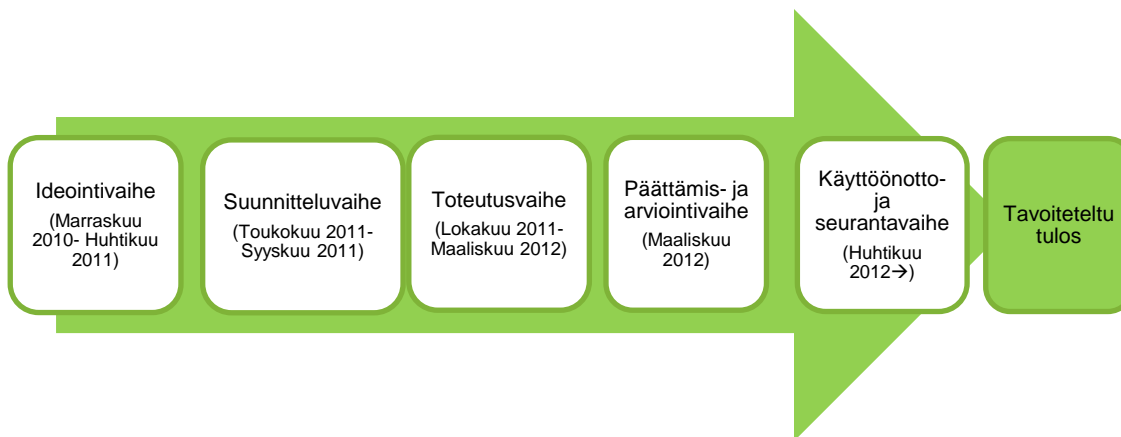 Ideointivaihe
(Marraskuu
2010- Huhtikuu
2011)
Suunnitteluvaihe
(Toukokuu 2011-
Syyskuu 2011)
Toteutusvaihe
(Lokakuu 2011-
Maaliskuu 2012)
Päättämis- ja
arviointivaihe
(Maaliskuu
2012)
Käyttöönotto-
ja
seurantavaihe
(Huhtikuu
2012→)
Tavoiteteltu
tulos